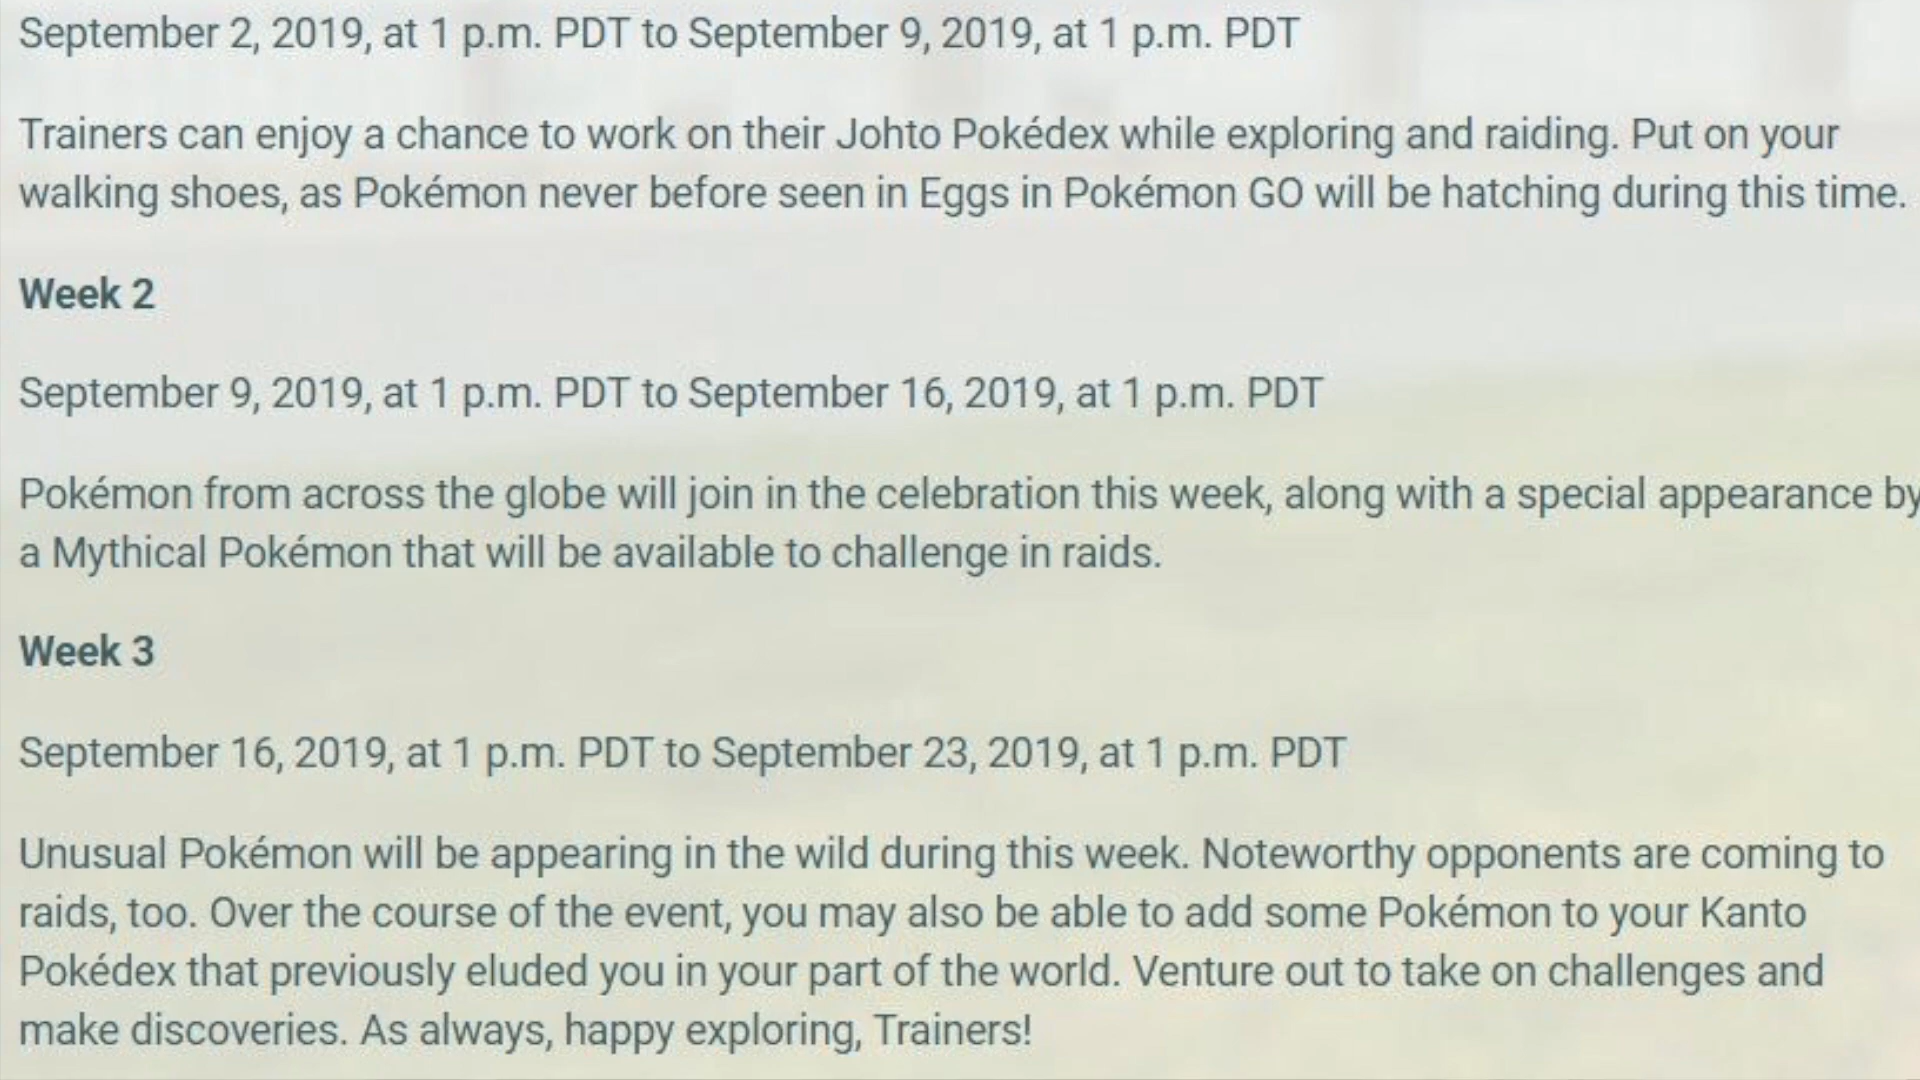 September 2, 2019, at 1 p.m. PDT to September 9, 2019, at 1 p.m. PDT
Trainers can enjoy a chance to work on their Johto Pokédex while exploring and raiding. Put on your
walking shoes, as Pokémon never before seen in Eggs in Pokémon GO will be hatching during this time.
Week 2
September 9, 2019, at 1 p.m. PDT to September 16, 2019, at 1 p.m. PDT
Pokémon from across the globe will join in the celebration this week, along with a special appearance by
a Mythical Pokémon that will be available to challenge in raids.
Week 3
September 16, 2019, at 1 p.m. PDT to September 23, 2019, at 1 p.m. PDT
Unusual Pokémon will be appearing in the wild during this week. Noteworthy opponents are coming to
raids, too. Over the course of the event, you may also be able to add some Pokémon to your Kanto
Pokédex that previously eluded you in your part of the world. Venture out to take on challenges and
make discoveries. As always, happy exploring, Trainers!